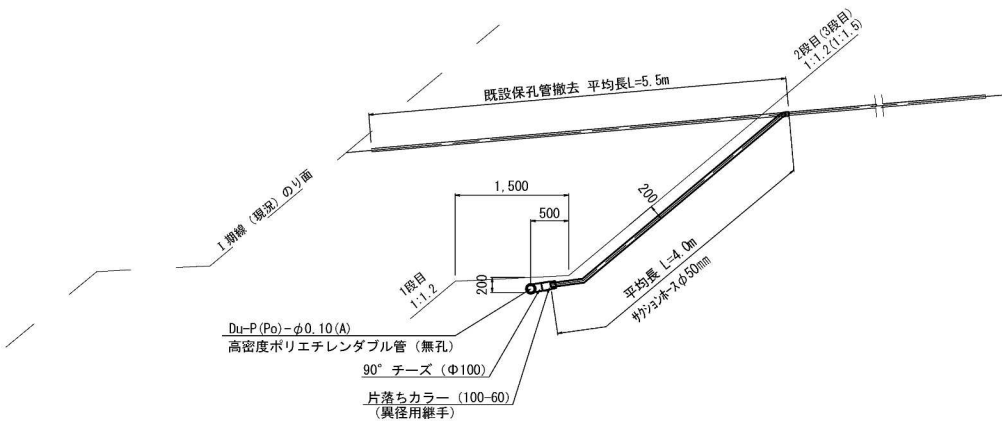 2段目(3段目)
1:1.2(1:1.5)
既設保孔管撤去 平均長L=5.5m
Ⅰ期線（現況）のり面
1,500
500
200
200
1段目
1:1.2
平均長 L=4.0m
サクションホースφ50mm
Du-P(Po)-φ0.10(A)
高密度ポリエチレンダブル管（無孔）
90° チーズ（Φ100）
片落ちカラー（100-60）
（異径用継手）